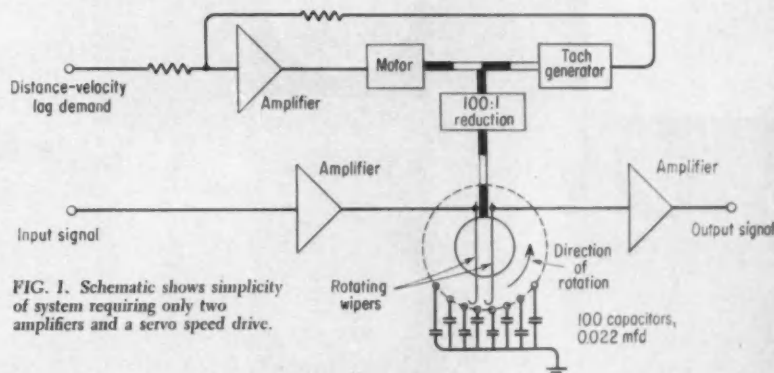 Distance-velocity
lag demand
Amplifier
Motor
Tach
generator
100:1
reduction
Amplifier
Amplifier
Input signal
Output signal
Rotating
wipers
Direction
of
rotation
100 capacitors,
0.022 mfd
FIG. 1. Schematic shows simplicity
of system requiring only two
amplifiers and a servo speed drive.